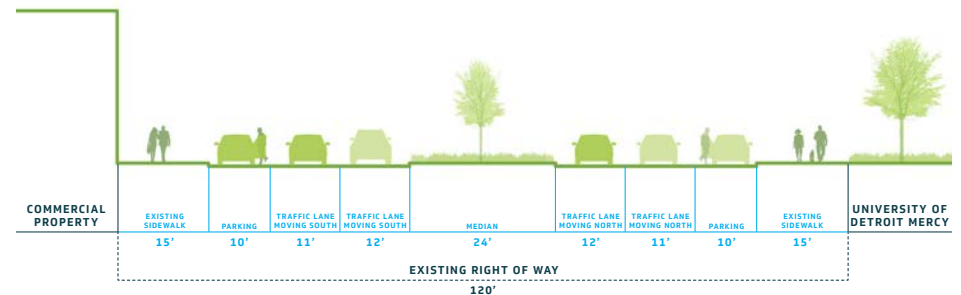 COMMERCIAL
PROPERTY
EXISTING
SIDEWALK
15'
PARKING
10'
TRAFFIC LANE
MOVING SOUTH
11'
TRAFFIC LANE
MOVING SOUTH
12'
MEDIAN
24'
TRAFFIC LANE
MOVING NORTH
12'
TRAFFIC LANE
MOVING NORTH
11'
PARKING
10'
EXISTING
SIDEWALK
15'
UNIVERSITY OF
DETROIT MERCY
EXISTING RIGHT OF WAY
120'